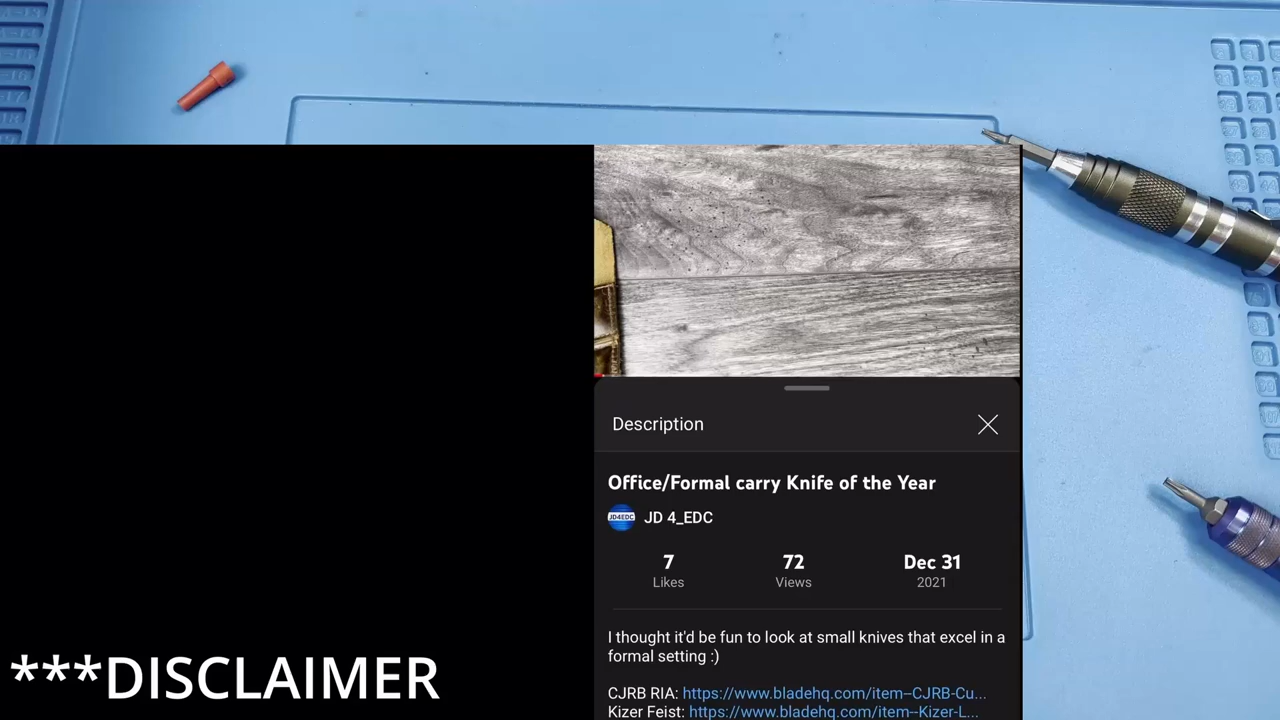 Description
Office/Formal carry Knife of the Year
JD4EDC
JD 4_EDC
7
Likes
72
Views
Dec 31
2021
I thought it'd be fun to look at small knives that excel in a
formal setting :)
CJRB RIA: https://www.bladehq.com/item--CJRB-Cu...
Kizer Feist: https://www.bladehq.com/item--Kizer-L...
***DISCLAIMER